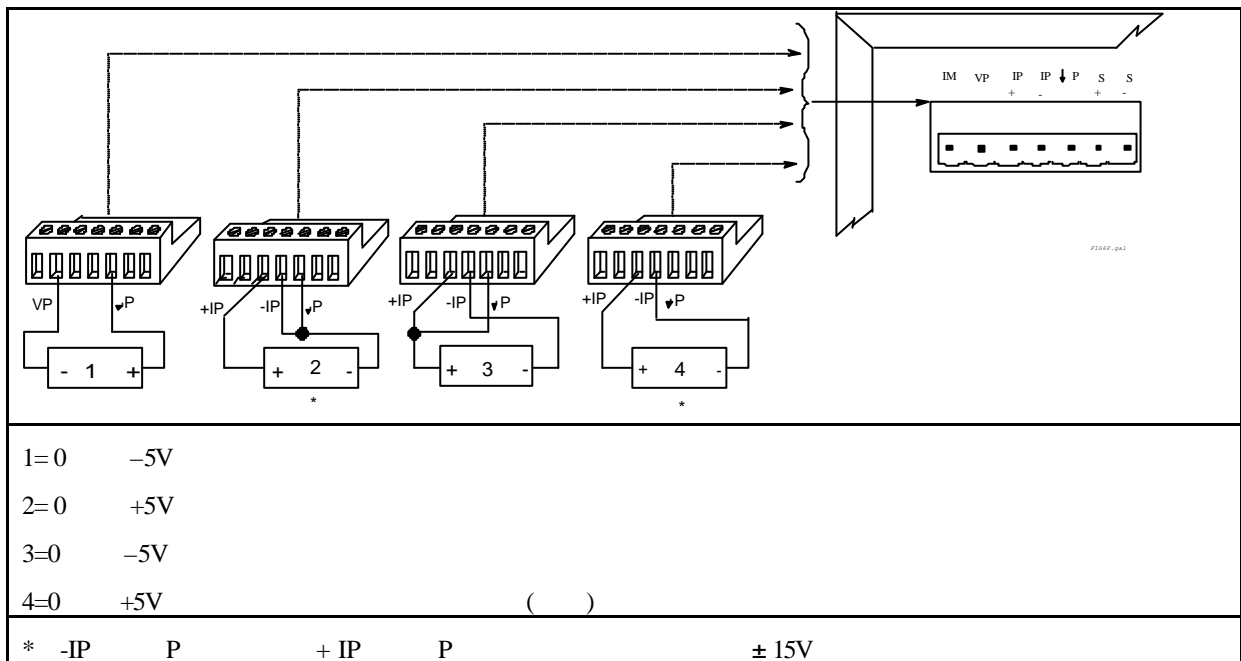 IM VP IP IP ↓ P S S
+ - + -
FIG6F.gal
VP ↓P +IP -IP ↓P +IP -IP ↓P +IP -IP ↓P
- 1 + + 2 - + 3 - + 4 -
* *
1= 0 –5V
2= 0 +5V
3=0 –5V
4=0 +5V ( )
* -IP P + IP P ± 15V